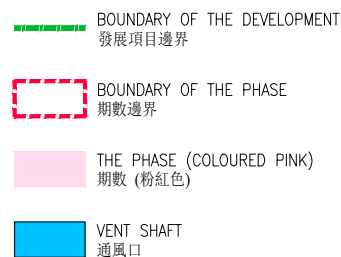 BOUNDARY OF THE DEVELOPMENT
發展項目邊界
BOUNDARY OF THE PHASE
期數邊界
THE PHASE (COLOURED PINK)
期數 (粉紅色)
VENT SHAFT
通風口